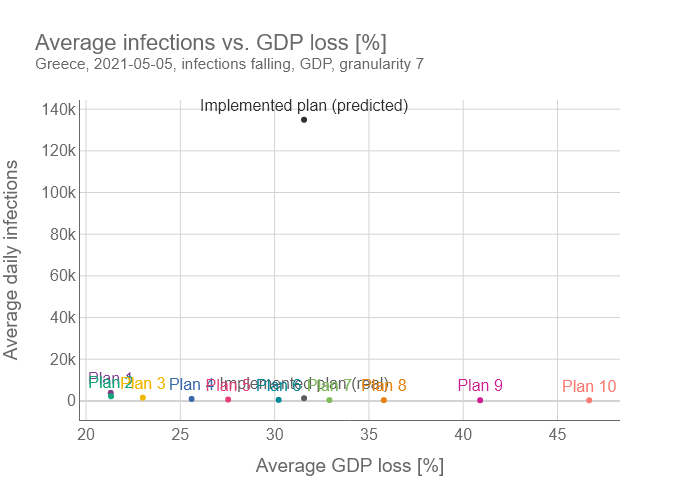 Average infections vs. GDP loss [%]
Greece, 2021-05-05, infections falling, GDP, granularity 7
Average daily infections
140k
120k
100k
80k
60k
40k
20k
0
Implemented plan (predicted)
Plan 1
Plan 2
Plan 3
Plan 4
Plan 5
Plan 6
Implemented plan (real)
Plan 7
Plan 8
Plan 9
Plan 10
20
25
30
35
40
45
Average GDP loss [%]